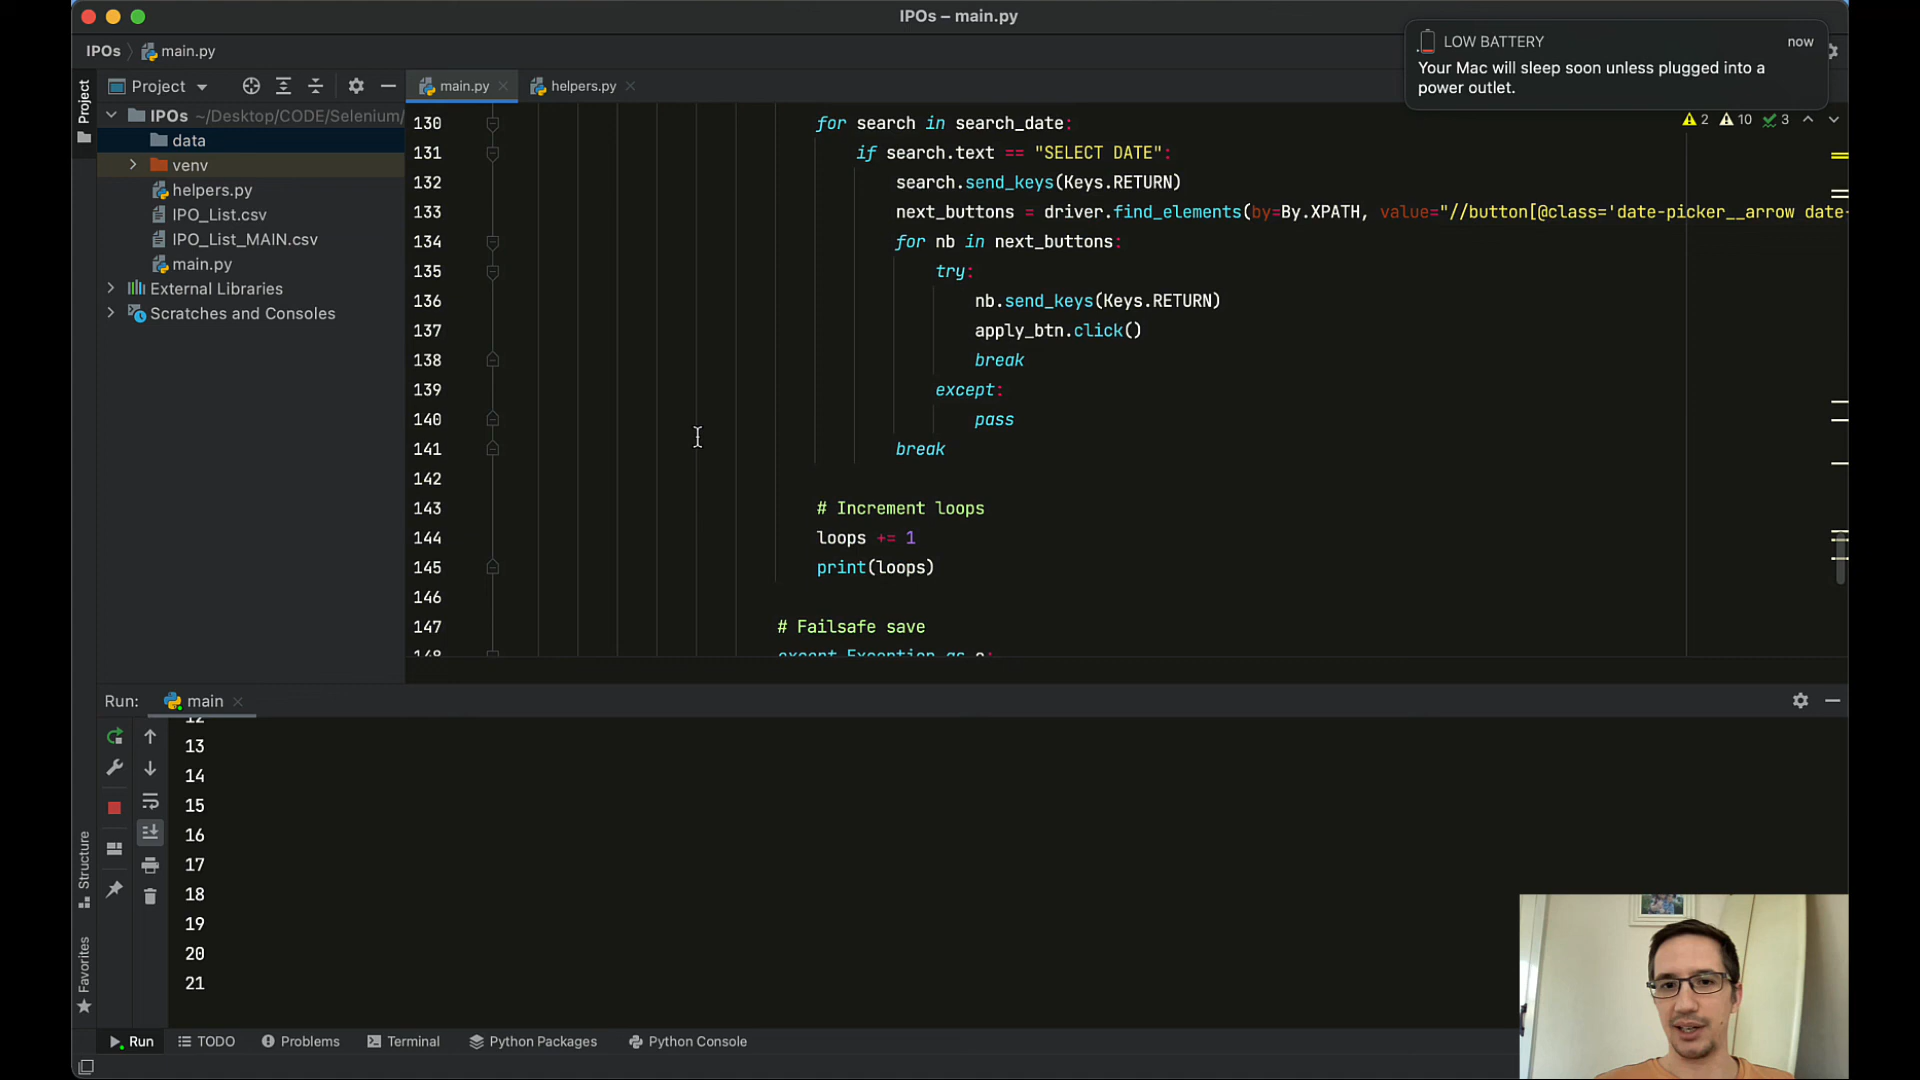 IPOs – main.py
IPOs
main.py
LOW BATTERY
now
Your Mac will sleep soon unless plugged into a
power outlet.
Project
Project
main.py
helpers.py
IPOs ~/Desktop/CODE/Selenium/
data
venv
helpers.py
IPO_List.csv
IPO_List_MAIN.csv
main.py
External Libraries
Scratches and Consoles
2 10 3
130 for search in search_date:
131 if search.text == "SELECT DATE":
132 search.send_keys(Keys.RETURN)
133 next_buttons = driver.find_elements(by=By.XPATH, value="//button[@class='date-picker__arrow date-
134 for nb in next_buttons:
135 try:
136 nb.send_keys(Keys.RETURN)
137 apply_btn.click()
138 break
139 except:
140 pass
141 break
142
143 # Increment loops
144 loops += 1
145 print(loops)
146
147 # Failsafe save
148 except Exception as e:
Run: main
12
13
14
15
16
17
18
19
20
21
Structure
Favorites
Run
TODO
Problems
Terminal
Python Packages
Python Console